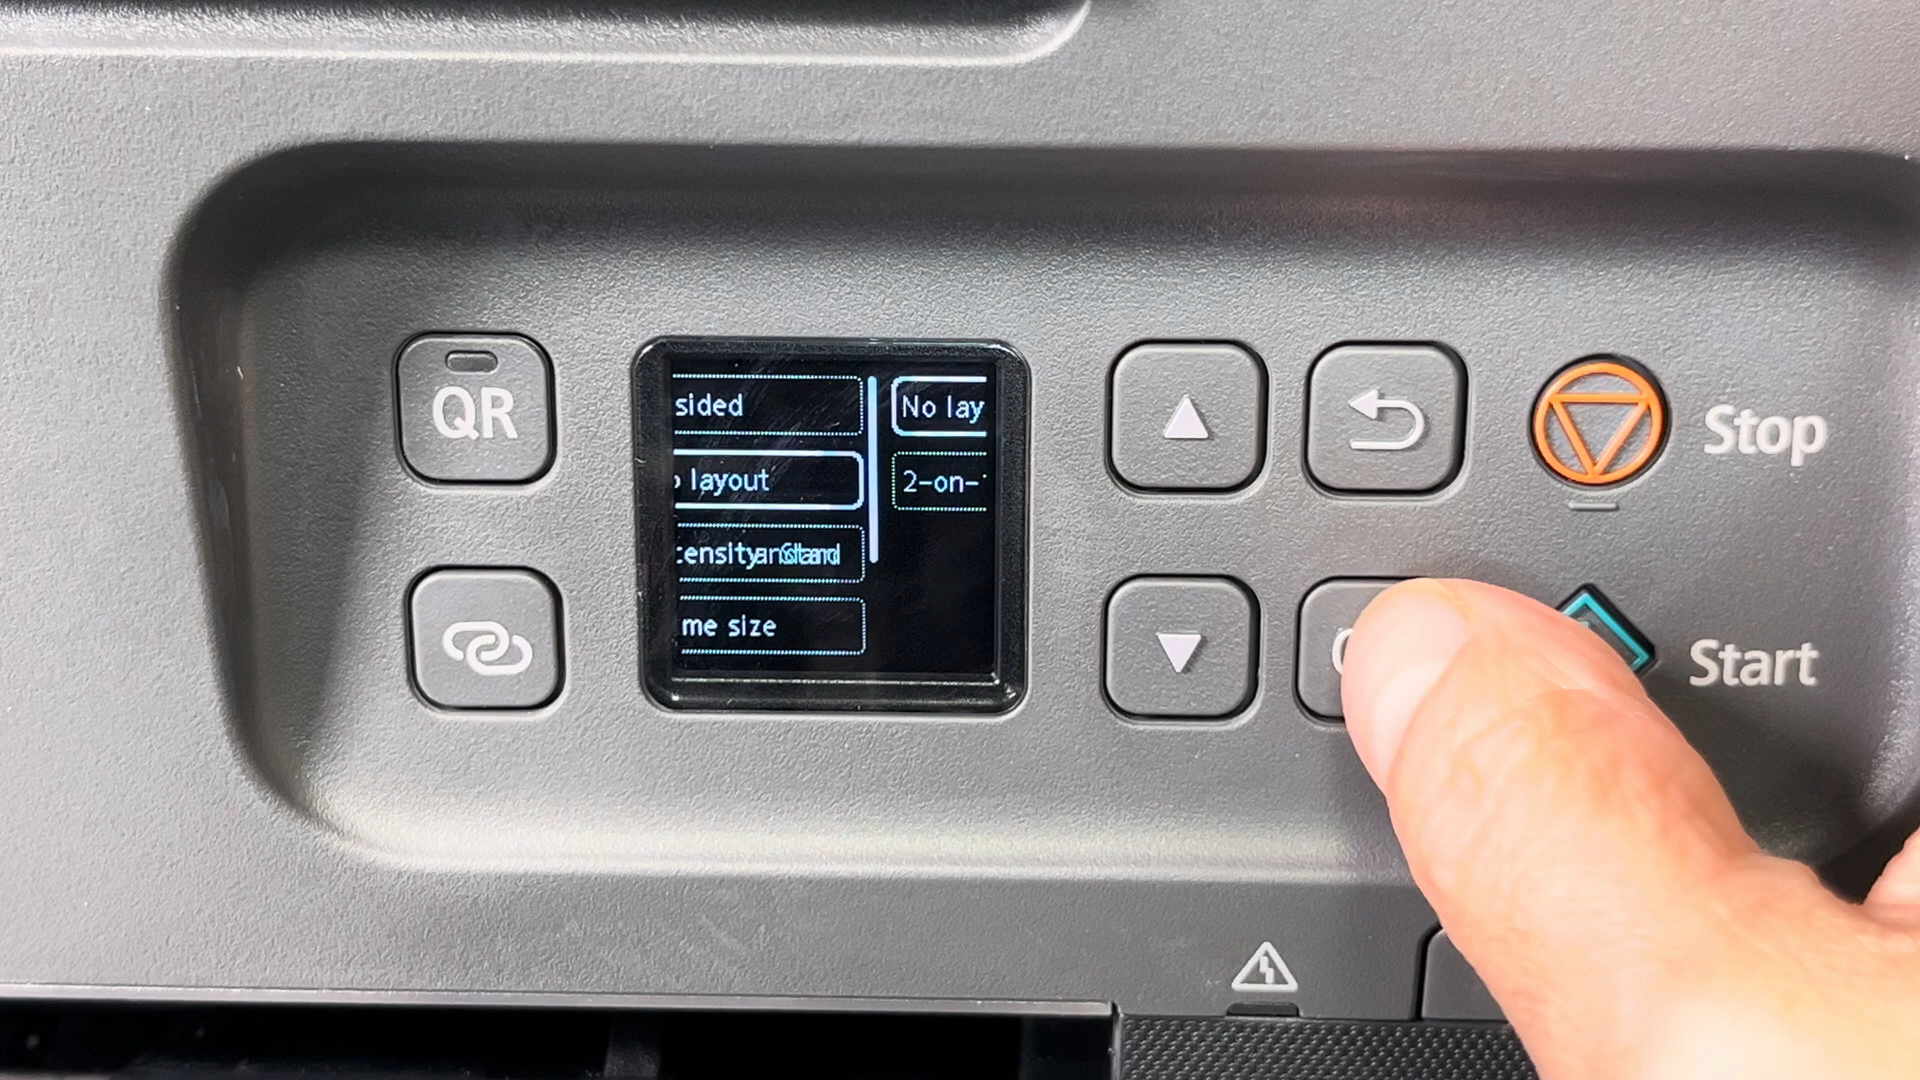 QR
sided
layout
me size
No lay
2-on-
Stop
Start